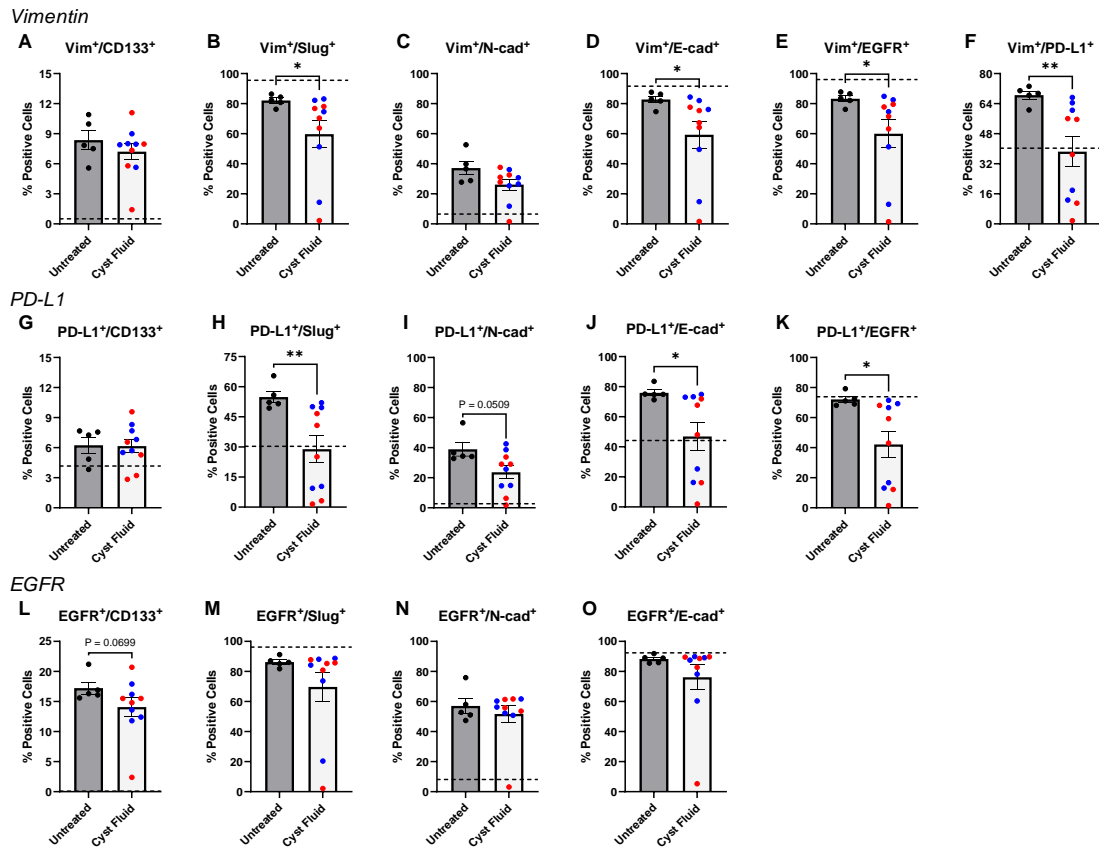 Vimentin
A Vim⁺/CD133⁺
B Vim⁺/Slug⁺
C Vim⁺/N-cad⁺
D Vim⁺/E-cad⁺
E Vim⁺/EGFR⁺
F Vim⁺/PD-L1⁺
% Positive Cells
15
12
9
6
3
0
Untreated
Cyst Fluid
% Positive Cells
100
80
60
40
20
0
*
Untreated
Cyst Fluid
% Positive Cells
100
80
60
40
20
0
Untreated
Cyst Fluid
% Positive Cells
100
80
60
40
20
0
*
Untreated
Cyst Fluid
% Positive Cells
100
80
60
40
20
0
*
Untreated
Cyst Fluid
% Positive Cells
80
64
48
32
16
0
**
Untreated
Cyst Fluid
PD-L1
G PD-L1⁺/CD133⁺
H PD-L1⁺/Slug⁺
I PD-L1⁺/N-cad⁺
J PD-L1⁺/E-cad⁺
K PD-L1⁺/EGFR⁺
% Positive Cells
15
12
9
6
3
0
Untreated
Cyst Fluid
% Positive Cells
75
60
45
30
15
0
**
Untreated
Cyst Fluid
% Positive Cells
100
80
60
40
20
0
P = 0.0509
Untreated
Cyst Fluid
% Positive Cells
100
80
60
40
20
0
*
Untreated
Cyst Fluid
% Positive Cells
100
80
60
40
20
0
*
Untreated
Cyst Fluid
EGFR
L EGFR⁺/CD133⁺
M EGFR⁺/Slug⁺
N EGFR⁺/N-cad⁺
O EGFR⁺/E-cad⁺
% Positive Cells
25
20
15
10
5
0
P = 0.0699
Untreated
Cyst Fluid
% Positive Cells
100
80
60
40
20
0
Untreated
Cyst Fluid
% Positive Cells
100
80
60
40
20
0
Untreated
Cyst Fluid
% Positive Cells
100
80
60
40
20
0
Untreated
Cyst Fluid